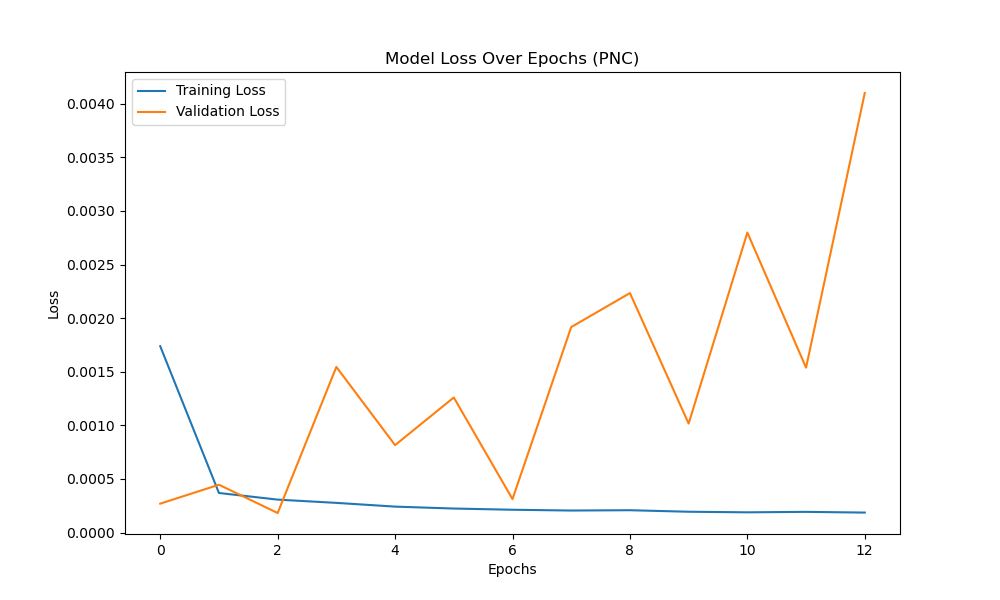 Model Loss Over Epochs (PNC)
Training Loss
Validation Loss
0.0040
0.0035
0.0030
0.0025
0.0020
0.0015
0.0010
0.0005
0.0000
Loss
0 2 4 6 8 10 12
Epochs